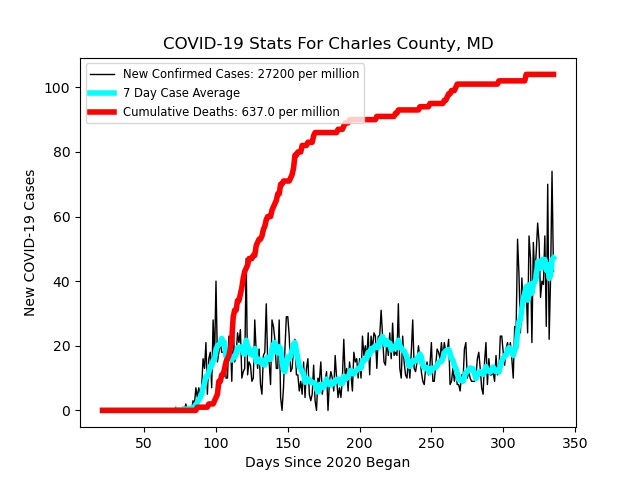 COVID-19 Stats For Charles County, MD
New Confirmed Cases: 27200 per million
7 Day Case Average
Cumulative Deaths: 637.0 per million
New COVID-19 Cases
100
80
60
40
20
0
50 100 150 200 250 300 350
Days Since 2020 Began